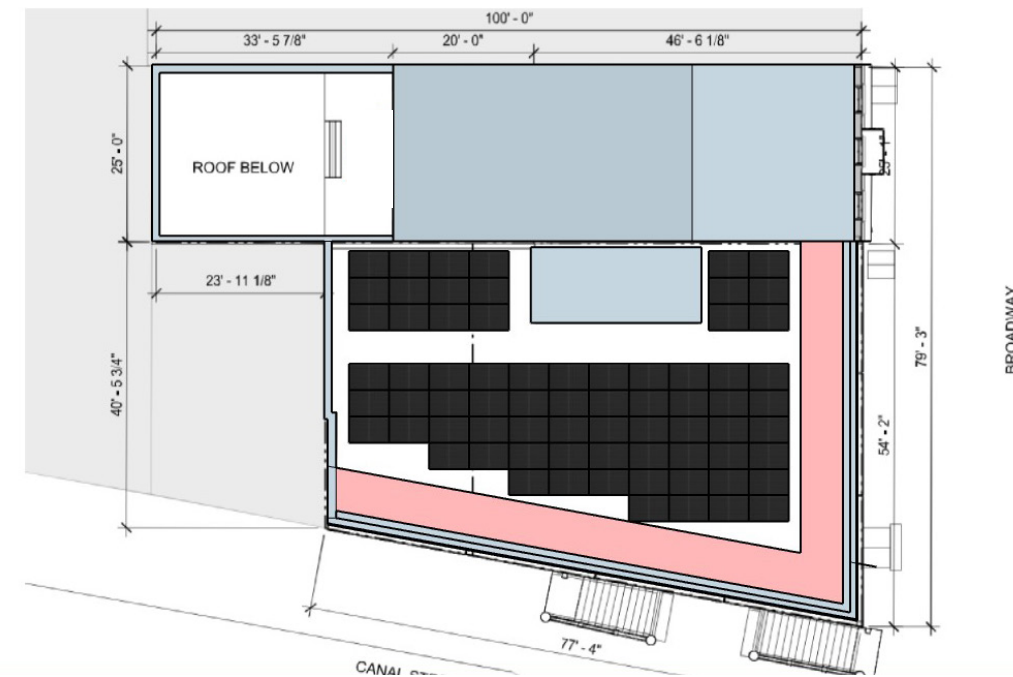 100' - 0"
33' - 5 7/8"
20' - 0"
46' - 6 1/8"
25' - 0"
ROOF BELOW
23' - 11 1/8"
40' - 5 3/4"
79' - 3"
54' - 2"
BROADWAY
77' - 4"
CANAL